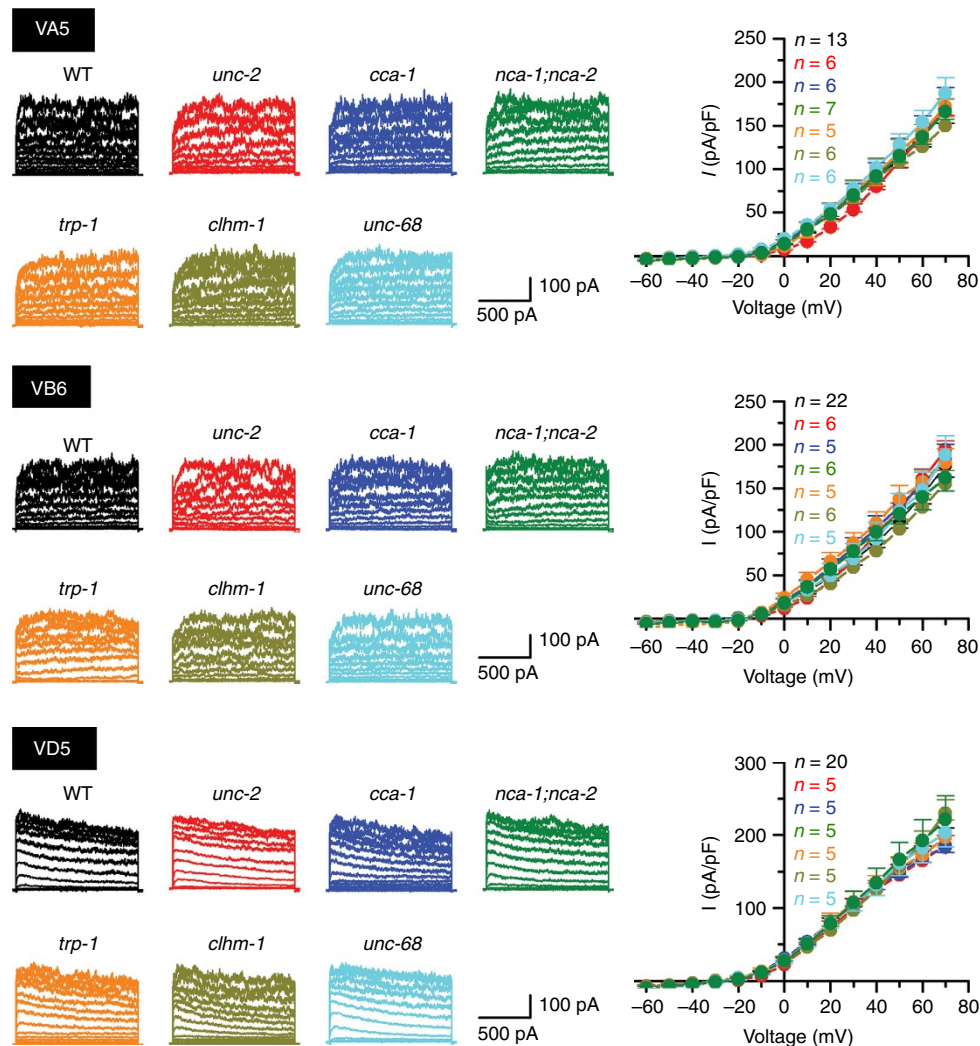 VA5
WT unc-2 cca-1 nca-1;nca-2
trp-1 clhm-1 unc-68
100 pA
500 pA
250
200
150
100
50
I (pA/pF)
n = 13
n = 6
n = 6
n = 7
n = 5
n = 6
n = 6
−60 −40 −20 0 20 40 60 80
Voltage (mV)
VB6
WT unc-2 cca-1 nca-1;nca-2
trp-1 clhm-1 unc-68
100 pA
500 pA
250
200
150
100
50
I (pA/pF)
n = 22
n = 6
n = 5
n = 6
n = 5
n = 6
n = 5
−60 −40 −20 0 20 40 60 80
Voltage (mV)
VD5
WT unc-2 cca-1 nca-1;nca-2
trp-1 clhm-1 unc-68
100 pA
500 pA
300
200
100
I (pA/pF)
n = 20
n = 5
n = 5
n = 5
n = 5
n = 5
n = 5
−60 −40 −20 0 20 40 60 80
Voltage (mV)